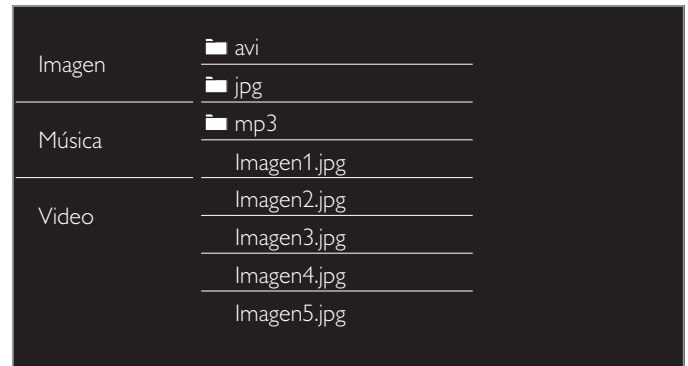 Imagen
Música
Video
avi
jpg
mp3
Imagen1.jpg
Imagen2.jpg
Imagen3.jpg
Imagen4.jpg
Imagen5.jpg